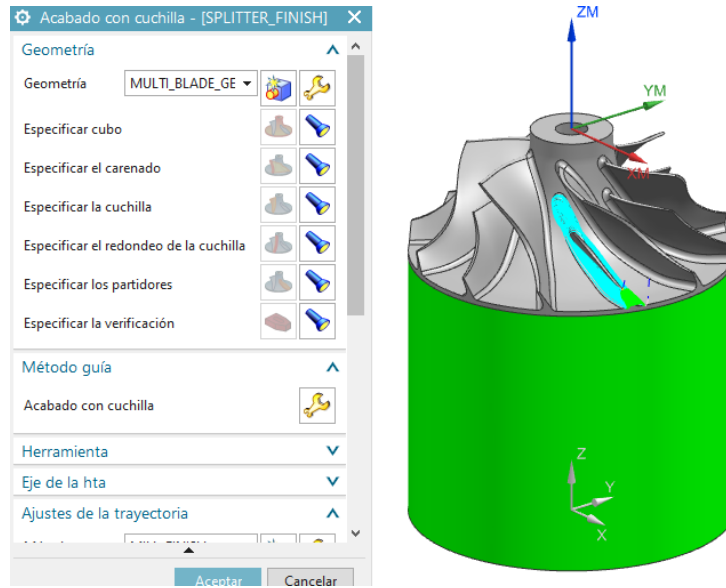 Acabado con cuchilla - [SPLITTER_FINISH]
Geometría
Geometría MULTI_BLADE_GE
Especificar cubo
Especificar el carenado
Especificar la cuchilla
Especificar el redondeo de la cuchilla
Especificar los partidores
Especificar la verificación
Método guía
Acabado con cuchilla
Herramienta
Eje de la hta
Ajustes de la trayectoria
Aceptar Cancelar
ZM
YM
XM
Z
Y
X